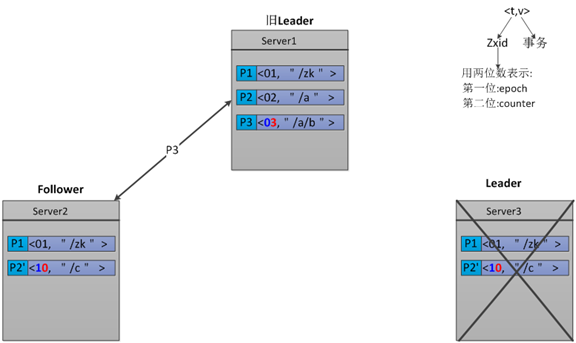 旧Leader
Server1
P1 <01, "/zk" >
P2 <02, "/a" >
P3 <03, "/a/b" >
<t,v>
Zxid 事务
用两位数表示:
第一位:epoch
第二位:counter
P3
Follower
Server2
P1 <01, "/zk" >
P2' <10, "/c" >
Leader
Server3
P1 <01, "/zk" >
P2' <10, "/c" >